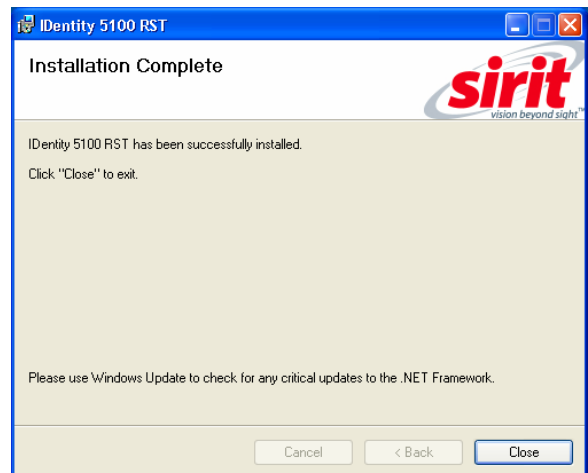 IDentity 5100 RST
Installation Complete
sirit
vision beyond sight™
IDentity 5100 RST has been successfully installed.
Click "Close" to exit.
Please use Windows Update to check for any critical updates to the .NET Framework.
Cancel
< Back
Close